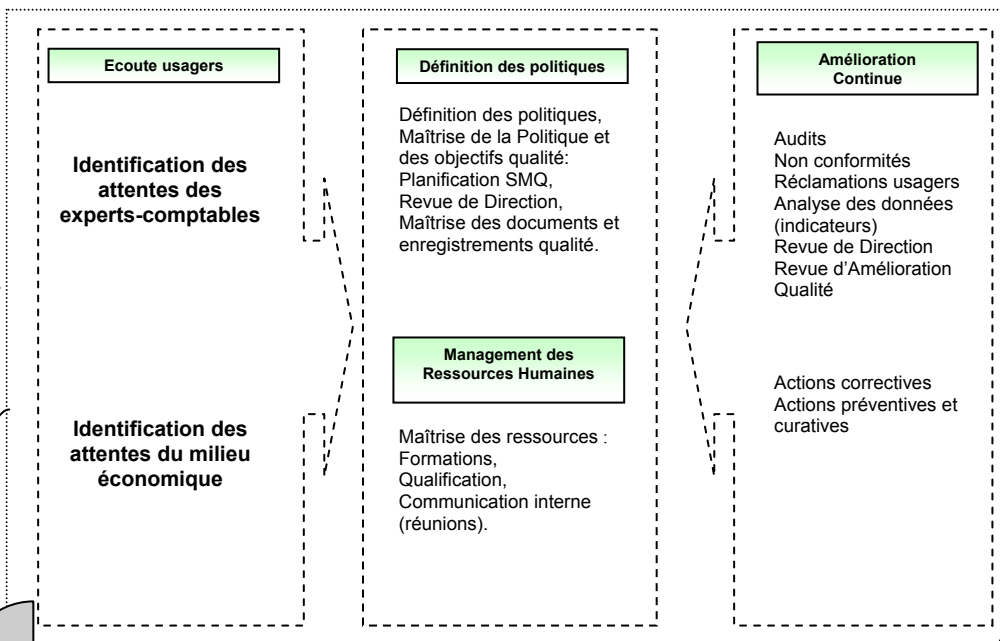 Ecoute usagers
Identification des
attentes des
experts-comptables
Identification des
attentes du milieu
économique
Définition des politiques
Définition des politiques,
Maîtrise de la Politique et
des objectifs qualité:
Planification SMQ,
Revue de Direction,
Maîtrise des documents et
enregistrements qualité.
Management des
Ressources Humaines
Maîtrise des ressources :
Formations,
Qualification,
Communication interne
(réunions).
Amélioration
Continue
Audits
Non conformités
Réclamations usagers
Analyse des données
(indicateurs)
Revue de Direction
Revue d’Amélioration
Qualité
Actions correctives
Actions préventives et
curatives